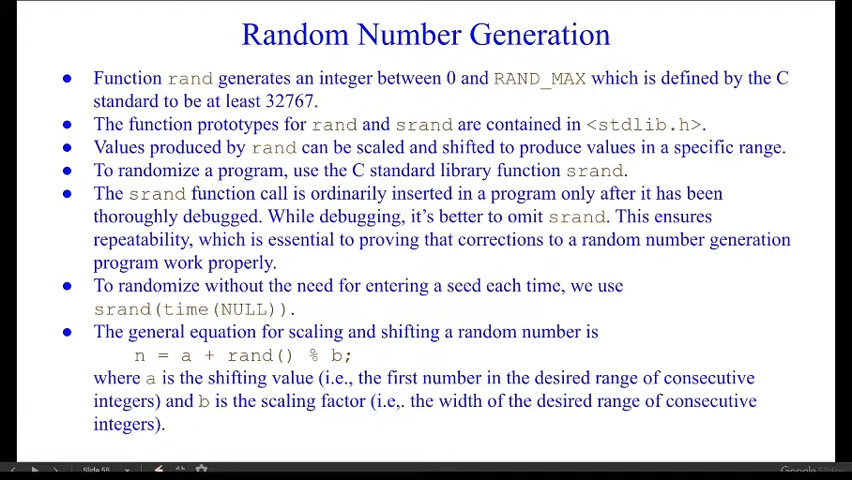 Random Number Generation
● Function rand generates an integer between 0 and RAND_MAX which is defined by the C
standard to be at least 32767.
● The function prototypes for rand and srand are contained in <stdlib.h>.
● Values produced by rand can be scaled and shifted to produce values in a specific range.
● To randomize a program, use the C standard library function srand.
● The srand function call is ordinarily inserted in a program only after it has been
thoroughly debugged. While debugging, it’s better to omit srand. This ensures
repeatability, which is essential to proving that corrections to a random number generation
program work properly.
● To randomize without the need for entering a seed each time, we use
srand(time(NULL)).
● The general equation for scaling and shifting a random number is
n = a + rand() % b;
where a is the shifting value (i.e., the first number in the desired range of consecutive
integers) and b is the scaling factor (i.e,. the width of the desired range of consecutive
integers).
Slide 55
Google Slides